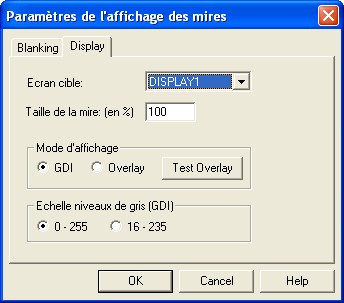 Paramètres de l'affichage des mires
Blanking Display
Ecran cible: DISPLAY1
Taille de la mire: (en %) 100
Mode d'affichage
GDI Overlay Test Overlay
Echelle niveaux de gris (GDI)
0 - 255 16 - 235
OK Cancel Help